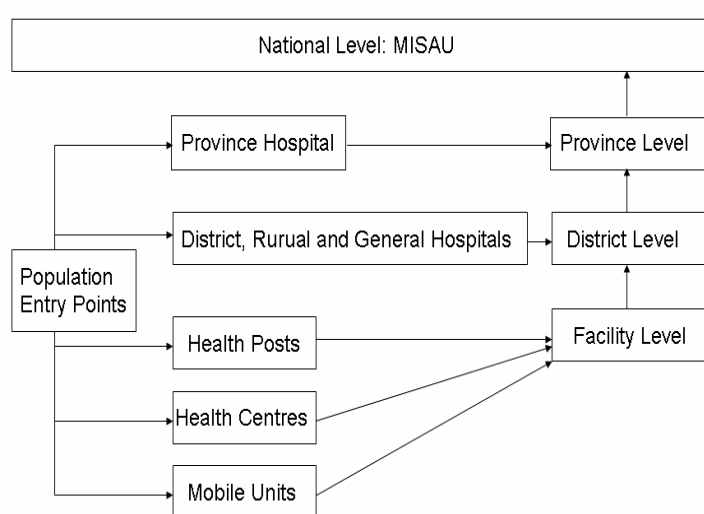 National Level: MISAU
Province Hospital
Province Level
District, Rurual and General Hospitals
District Level
Population
Entry Points
Health Posts
Facility Level
Health Centres
Mobile Units